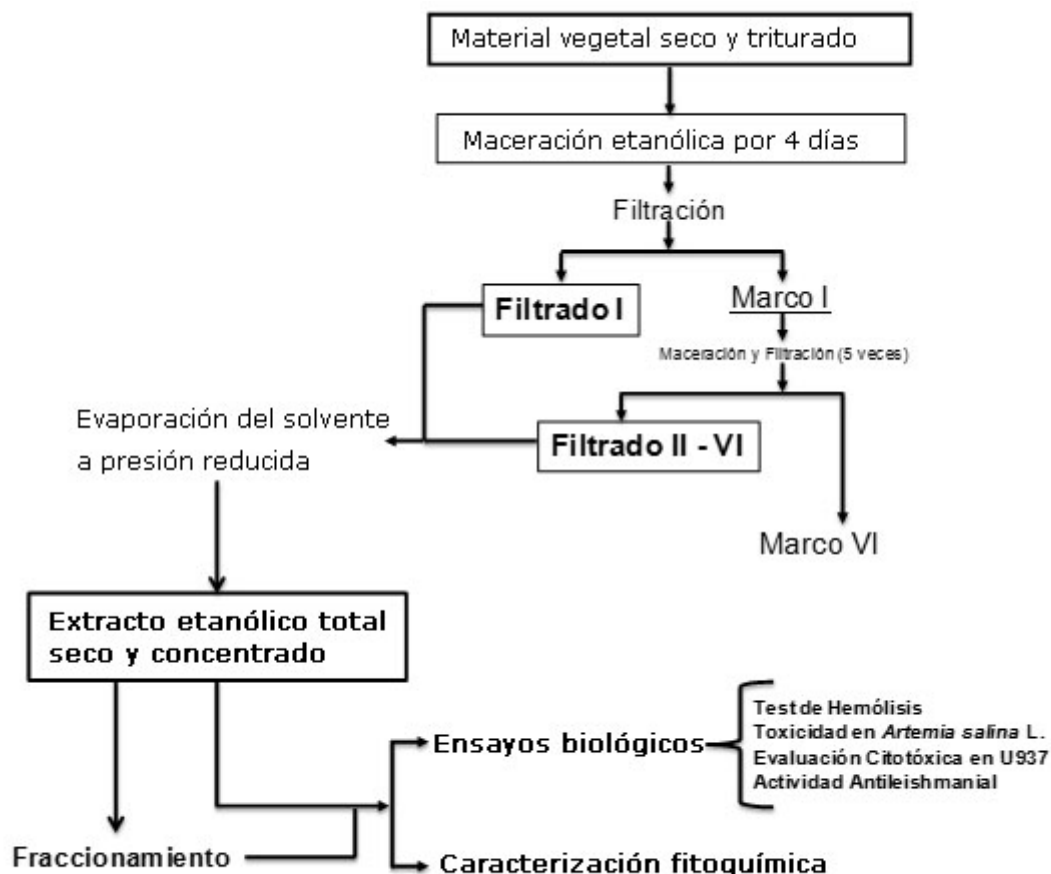 Material vegetal seco y triturado
Maceración etanólica por 4 días
Filtración
Filtrado I
Marco I
Maceración y Filtración (5 veces)
Evaporación del solvente
a presión reducida
Filtrado II - VI
Marco VI
Extracto etanólico total
seco y concentrado
Ensayos biológicos
Test de Hemólisis
Toxicidad en Artemia salina L.
Evaluación Citotóxica en U937
Actividad Antileishmanial
Fraccionamiento
Caracterización fitoquímica